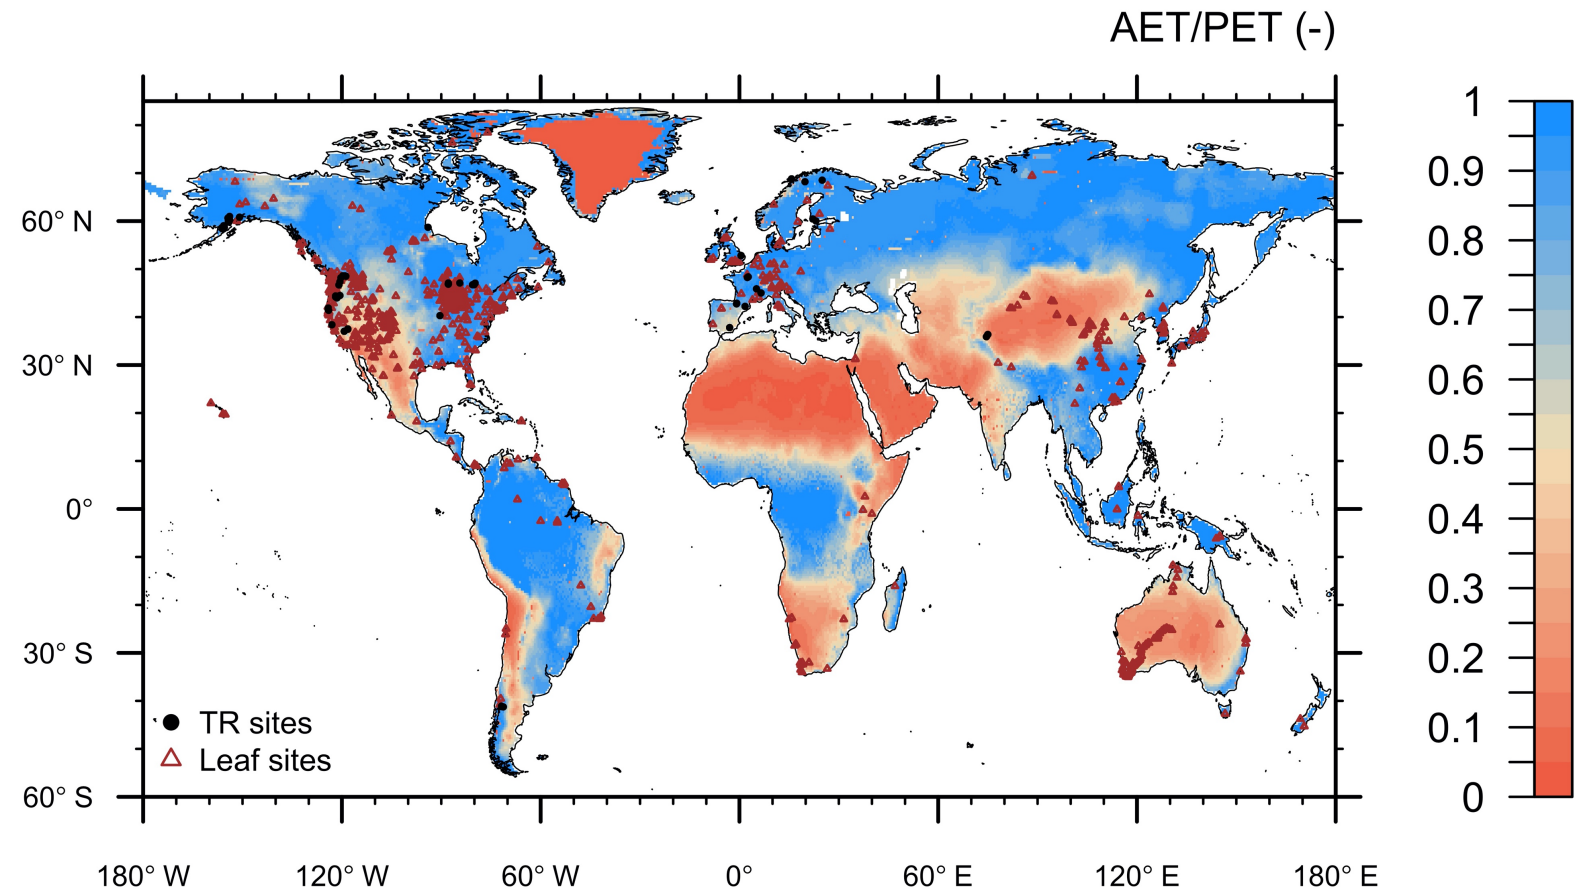 AET/PET (-)
1
0.9
0.8
0.7
0.6
0.5
0.4
0.3
0.2
0.1
0
60° N
30° N
0°
30° S
60° S
TR sites
Leaf sites
180° W
120° W
60° W
0°
60° E
120° E
180° E